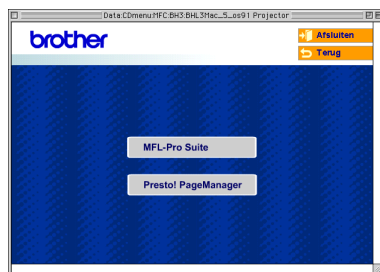 Data:CDmenu:MFC:BH3:BHL3Mac_5_os91 Projector
brother
Afsluiten
Terug
MFL-Pro Suite
Presto! PageManager